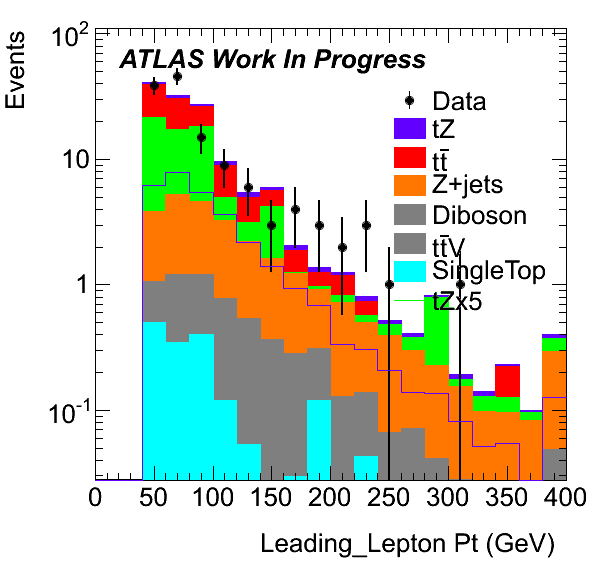 Events
10²
10
1
10⁻¹
ATLAS Work In Progress
Data
tZ
tt̄
Z+jets
Diboson
tt̄V
SingleTop
tZx5
0 50 100 150 200 250 300 350 400
Leading_Lepton Pt (GeV)